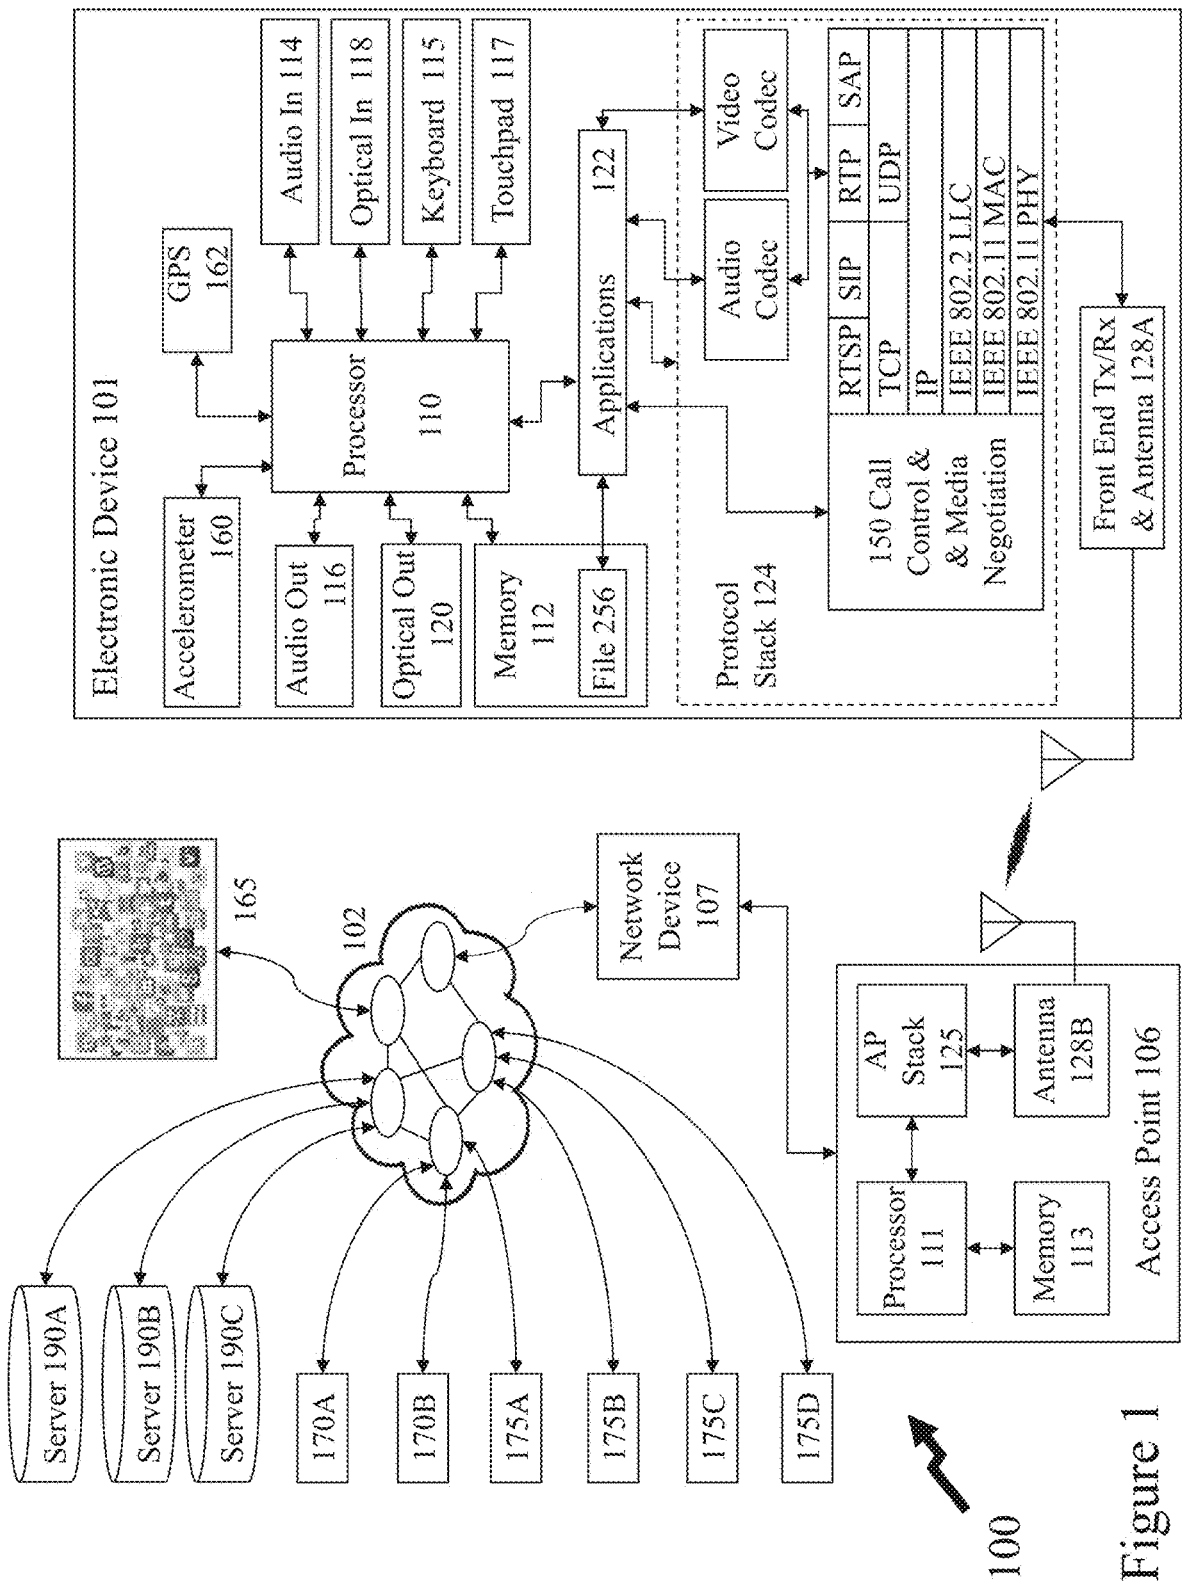 Electronic Device 101
Accelerometer
160
GPS
162
Audio In 114
Optical In 118
Keyboard 115
Touchpad 117
Processor
110
Audio Out
116
Optical Out
120
Memory
112
File 256
Applications 122
Protocol
Stack 124
Audio
Codec
Video
Codec
150 Call
Control &
& Media
Negotiation
RTSP
SIP
RTP
SAP
TCP
UDP
IP
IEEE 802.2 LLC
IEEE 802.11 MAC
IEEE 802.11 PHY
Front End Tx/Rx
& Antenna 128A
165
102
Network
Device
107
Server 190A
Server 190B
Server 190C
170A
170B
175A
175B
175C
175D
Processor
111
AP
Stack
125
Memory
113
Antenna
128B
Access Point 106
100
Figure 1